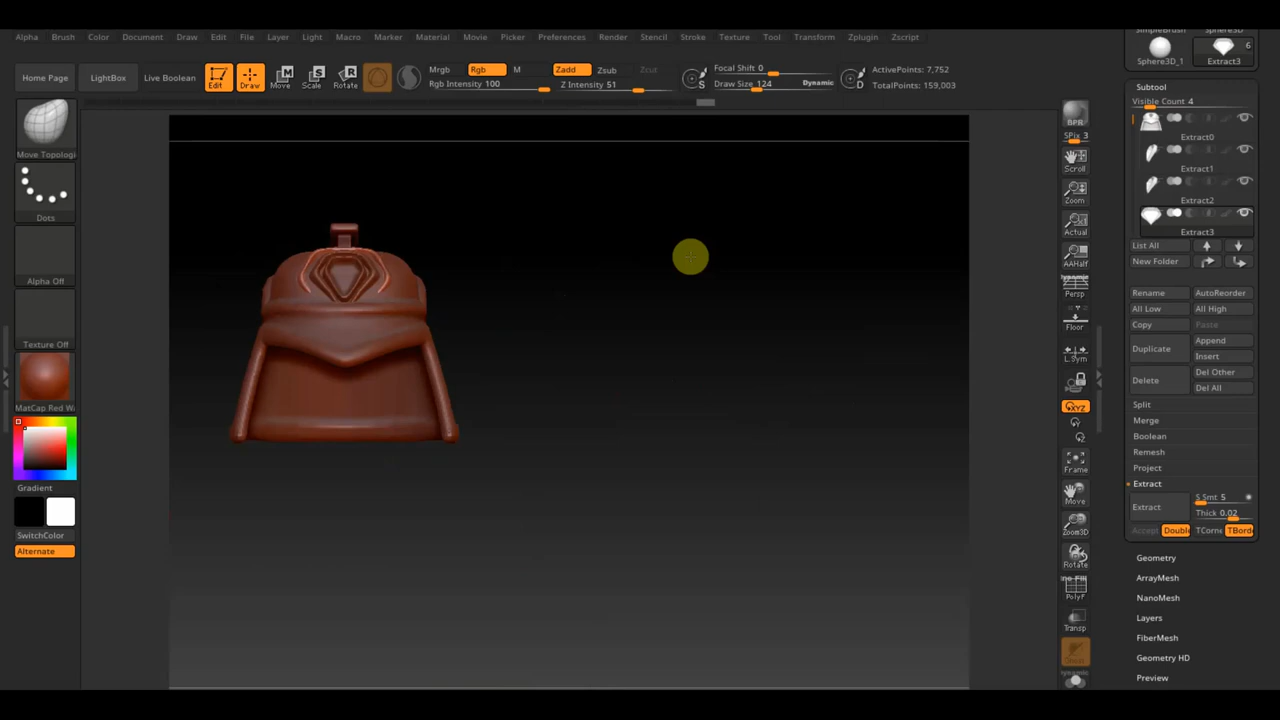 Alpha Brush Color Document Draw Edit File Layer Light Macro Marker Material Movie Picker Preferences Render Stencil Stroke Texture Tool Transform Zplugin Zscript
SimpleBrush Sphere3D
Sphere3D_1 Extract3
6
Home Page LightBox Live Boolean Edit Draw Move Scale Rotate
Mrgb Rgb M Zadd Zsub Zcut
Rgb Intensity 100 Z Intensity 51
Focal Shift 0
Draw Size 124 Dynamic
ActivePoints: 7,752
TotalPoints: 159,003
Move Topologi
Dots
Alpha Off
Texture Off
MatCap Red W
Gradient
SwitchColor
Alternate
BPR
SPix 3
Scroll
Zoom
Actual
AAHalf
Dynamic
Persp
Floor
L.Sym
XYZ
Frame
Move
Zoom3D
Rotate
PolyF
Transp
Dynamic
Subtool
Visible Count 4
Extract0
Extract1
Extract2
Extract3
List All
New Folder
Rename AutoReorder
All Low All High
Copy Paste
Duplicate Append
Insert
Delete Del Other
Del All
Split
Merge
Boolean
Remesh
Project
Extract
Extract S Smt 5
Thick 0.02
Accept Double TCorne TBorde
Geometry
ArrayMesh
NanoMesh
Layers
FiberMesh
Geometry HD
Preview